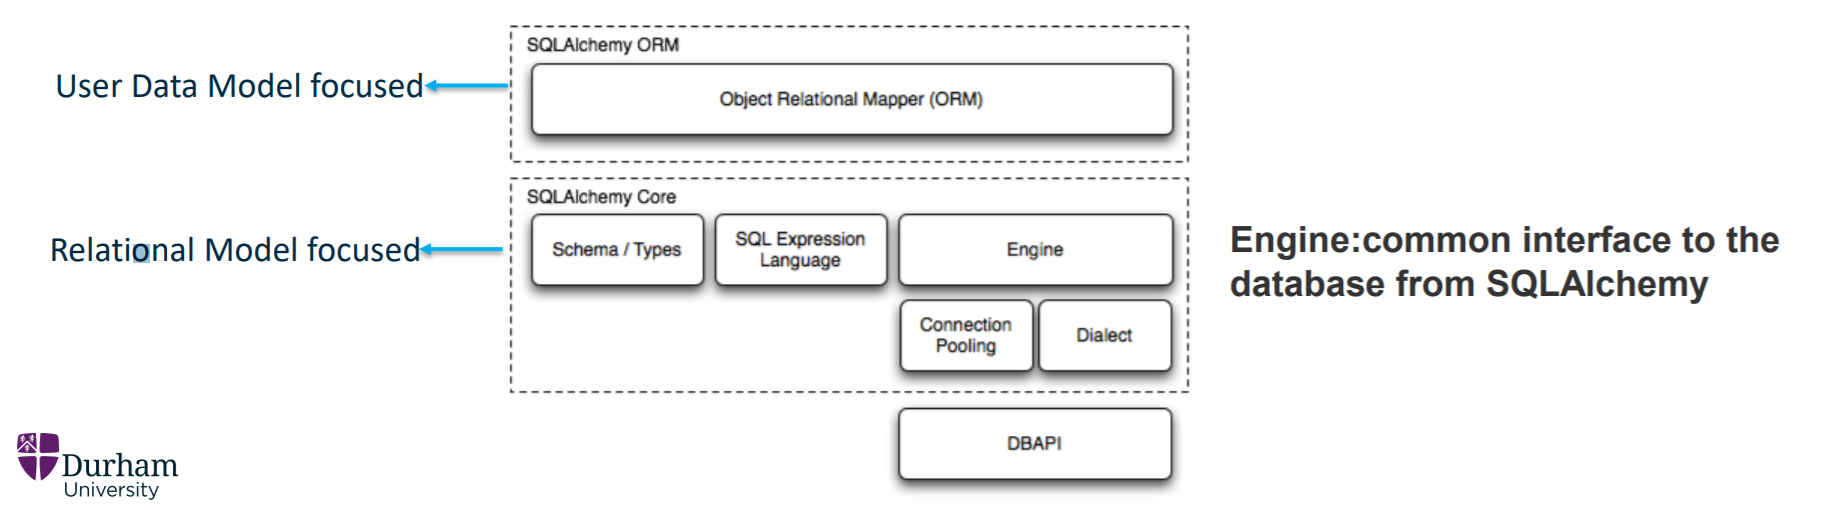 SQLAlchemy ORM
User Data Model focused
Object Relational Mapper (ORM)
SQLAlchemy Core
Relational Model focused
Schema / Types
SQL Expression
Language
Engine
Engine:common interface to the
database from SQLAlchemy
Connection
Pooling
Dialect
DBAPI
Durham
University